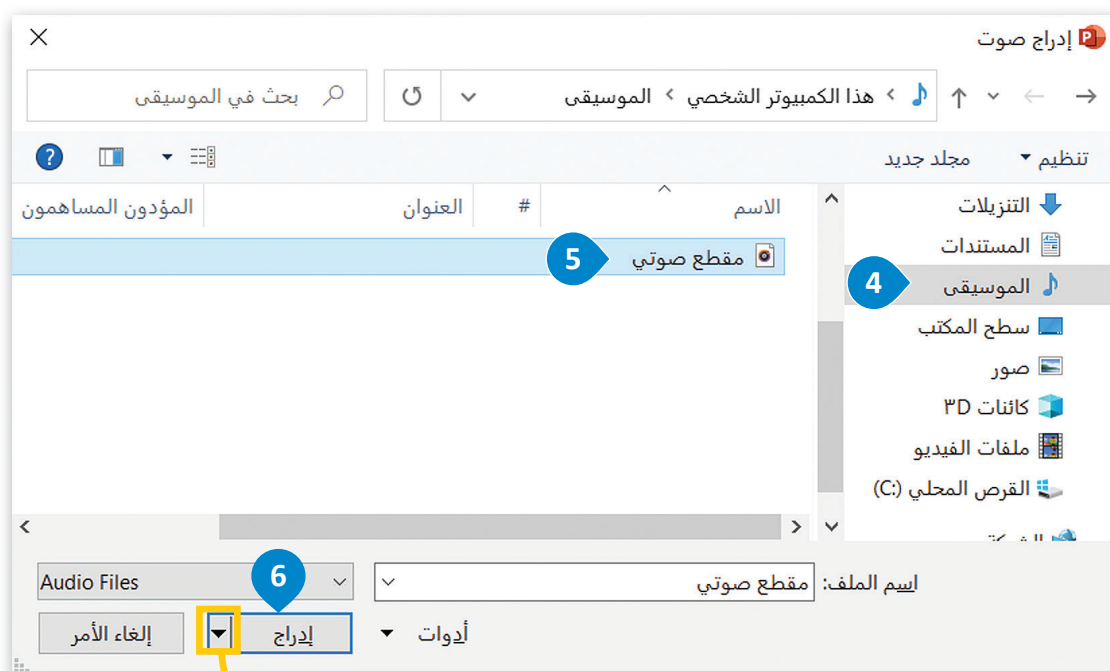 إدراج صوت
هذا الكمبيوتر الشخصي > الموسيقى
بحث في الموسيقى
تنظيم
مجلد جديد
?
التنزيلات
المستندات
الموسيقى
4
سطح المكتب
صور
كائنات ٣D
ملفات الفيديو
القرص المحلي (C:)
الاسم
#
العنوان
المؤدون المساهمون
مقطع صوتي
5
اسم الملف: مقطع صوتي
Audio Files
6
أدوات
إدراج
إلغاء الأمر